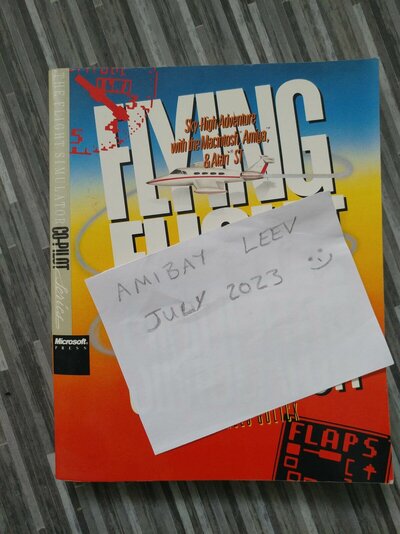 THE FLIGHT SIMULATOR
CO-PILOT
Series
Microsoft
PRESS
FLYING
Sky-High Adventure
with the Macintosh, Amiga,
& Atari ST
FLIGHT
AMIBAY LEEV
JULY 2023 :)
FLAPS